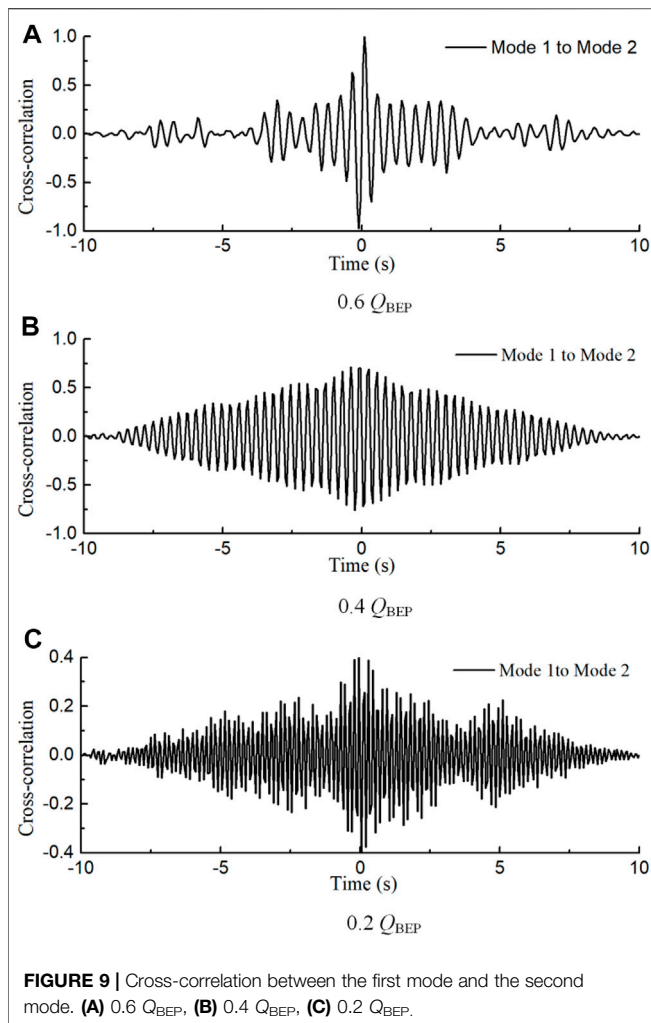 A
1.0
Mode 1 to Mode 2
0.5
0.0
-0.5
-1.0
Cross-correlation
-10 -5 0 5 10
Time (s)
0.6 QBEP
B
1.0
Mode 1 to Mode 2
0.5
0.0
-0.5
-1.0
Cross-correlation
-10 -5 0 5 10
Time (s)
0.4 QBEP
C
0.4
Mode 1to Mode 2
0.2
0.0
-0.2
-0.4
Cross-correlation
-10 -5 0 5 10
Time (s)
0.2 QBEP
FIGURE 9 | Cross-correlation between the first mode and the second
mode. (A) 0.6 QBEP, (B) 0.4 QBEP, (C) 0.2 QBEP.